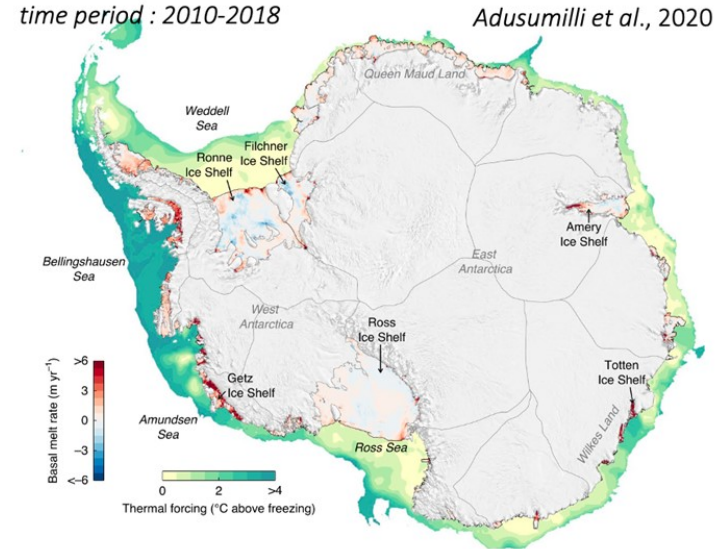 time period : 2010-2018
Adusumilli et al., 2020
Queen Maud Land
Weddell
Sea
Filchner
Ice Shelf
Ronne
Ice Shelf
Amery
Ice Shelf
Bellingshausen
Sea
East
Antarctica
West
Antarctica
Ross
Ice Shelf
Totten
Ice Shelf
Getz
Ice Shelf
Amundsen
Sea
Ross Sea
Wilkes Land
Basal melt rate (m yr⁻¹)
>6
3
0
−3
<−6
0
2
>4
Thermal forcing (°C above freezing)